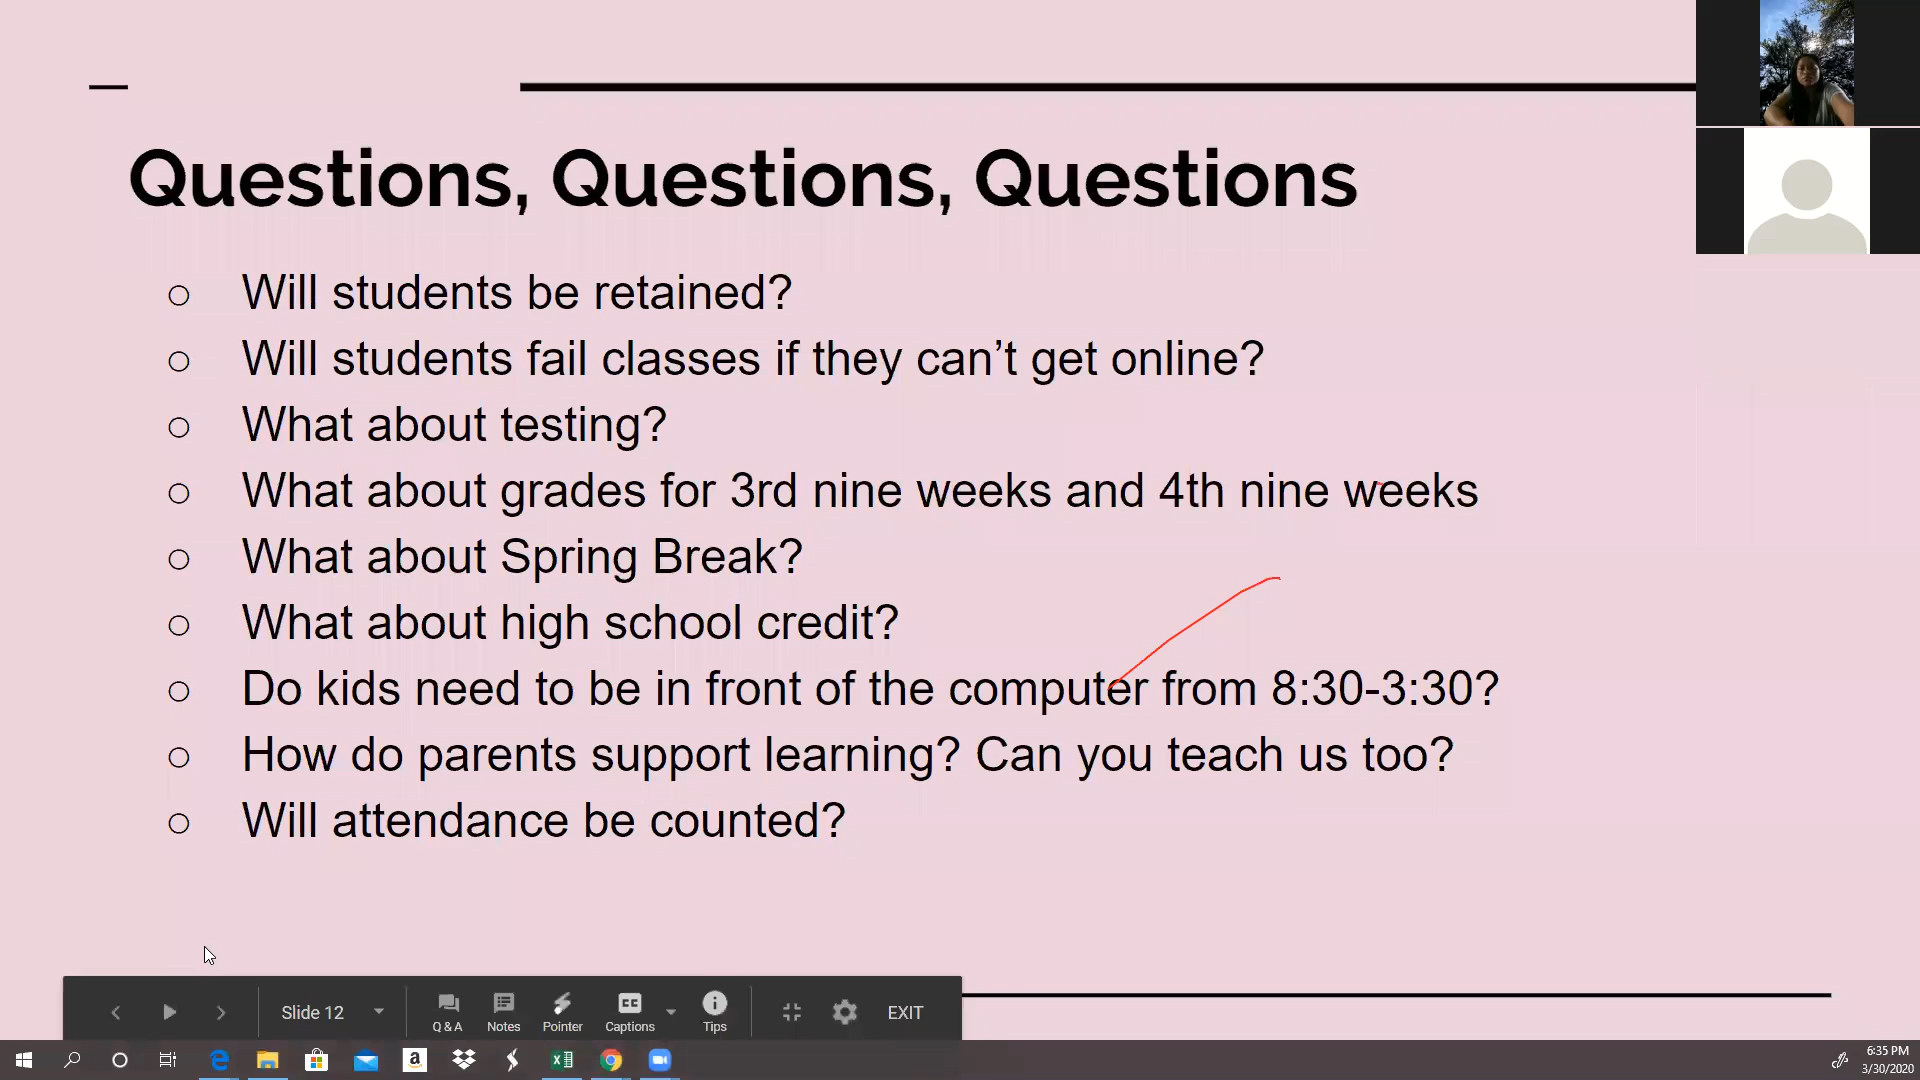 Questions, Questions, Questions
Will students be retained?
Will students fail classes if they can’t get online?
What about testing?
What about grades for 3rd nine weeks and 4th nine weeks
What about Spring Break?
What about high school credit?
Do kids need to be in front of the computer from 8:30-3:30?
How do parents support learning? Can you teach us too?
Will attendance be counted?
Slide 12
Q & A
Notes
Pointer
CC
Captions
Tips
EXIT
a
6:35 PM
3/30/2020